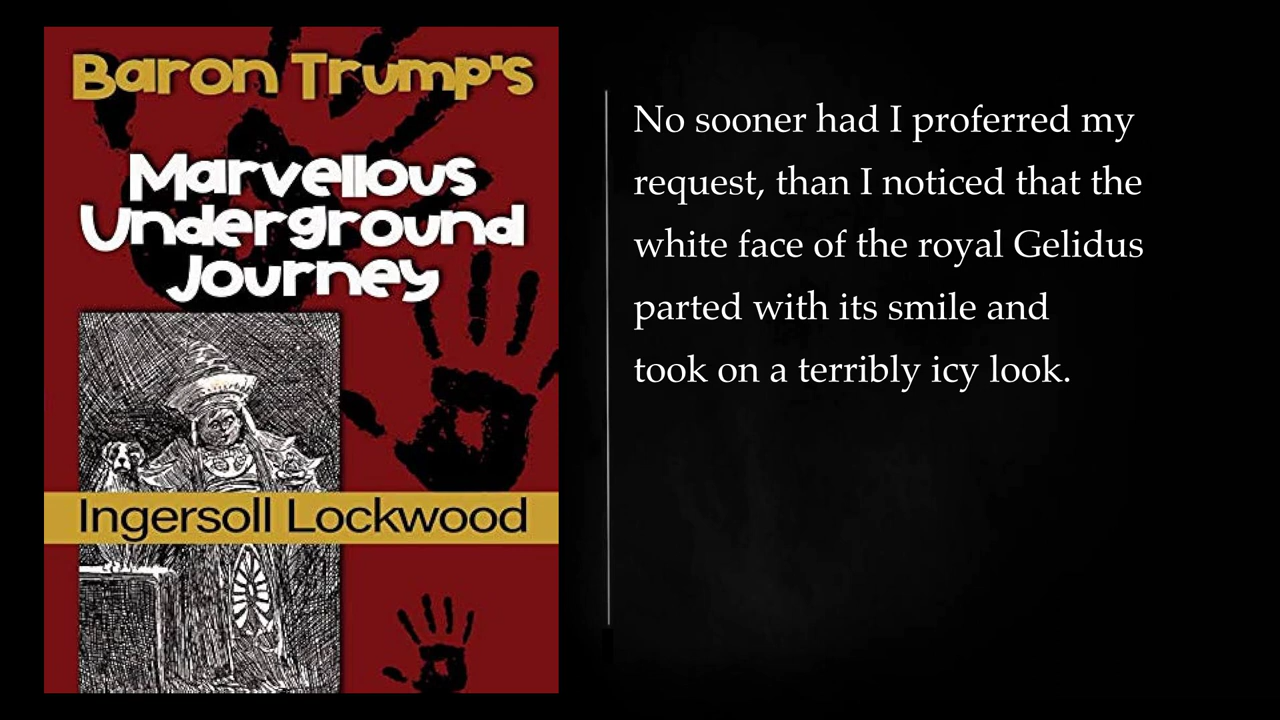 Baron Trump's
Marvellous
Underground
Journey
Ingersoll Lockwood
No sooner had I proferred my
request, than I noticed that the
white face of the royal Gelidus
parted with its smile and
took on a terribly icy look.